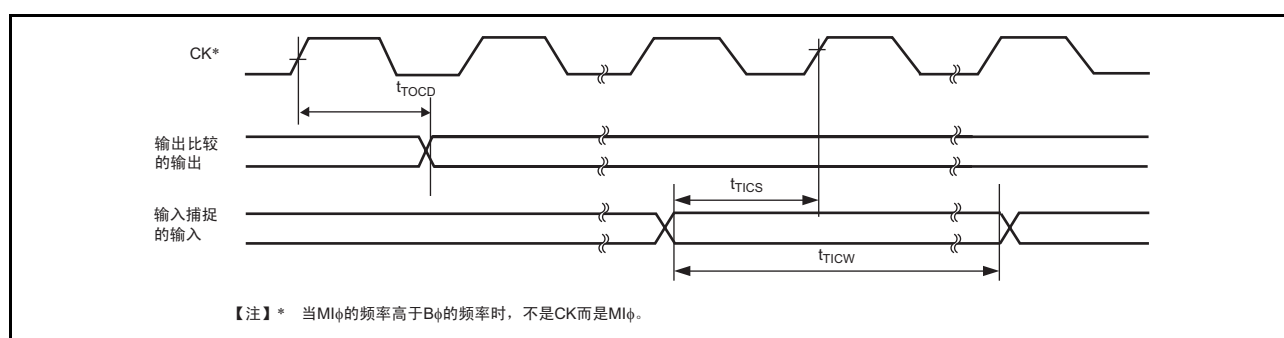 CK*
tTOCD
输出比较
的输出
tTICS
输入捕捉
的输入
tTICW
【注】* 当MIφ的频率高于Bφ的频率时，不是CK而是MIφ。